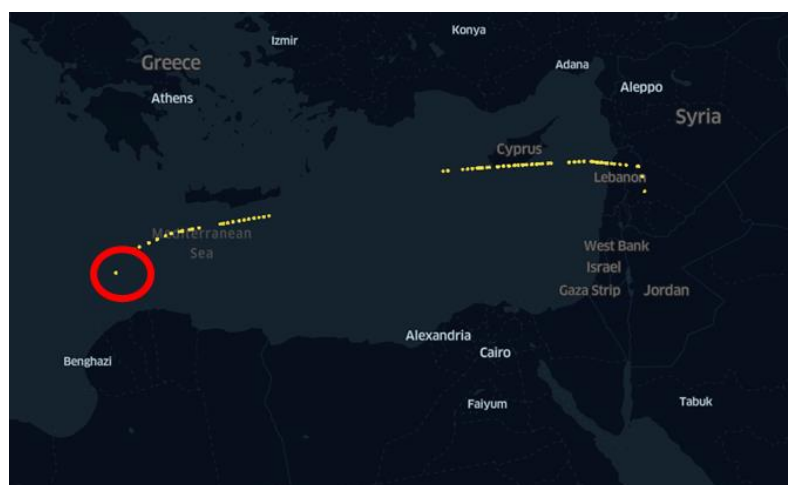 Konya
Izmir
Greece
Adana
Aleppo
Athens
Syria
Cyprus
Lebanon
Mediterranean
Sea
West Bank
Israel
Gaza Strip
Jordan
Alexandria
Cairo
Benghazi
Faiyum
Tabuk